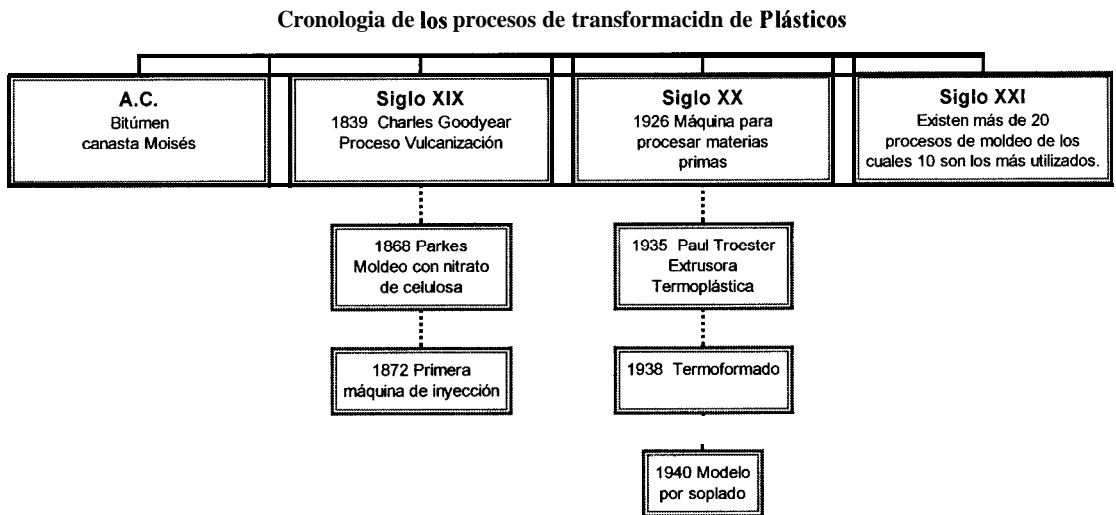 Cronologia de los procesos de transformacidn de Plásticos
A.C.
Bitúmen
canasta Moisés
Siglo XIX
1839 Charles Goodyear
Proceso Vulcanización
1868 Parkes
Moldeo con nitrato
de celulosa
1872 Primera
máquina de inyección
Siglo XX
1926 Máquina para
procesar materias
primas
1935 Paul Troester
Extrusora
Termoplástica
1938 Termoformado
1940 Modelo
por soplado
Siglo XXI
Existen más de 20
procesos de moldeo de los
cuales 10 son los más utilizados.